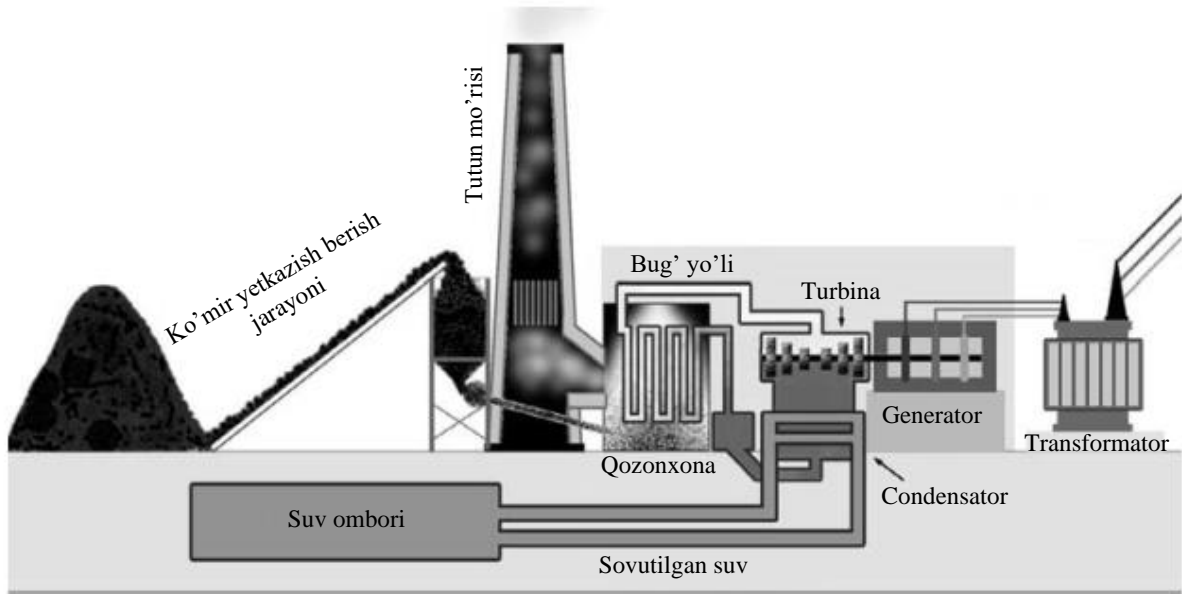 Tutun mo’risi
Ko’mir yetkazish berish
jarayoni
Bug’ yo’li
Turbina
Generator
Transformator
Qozonxona
Condensator
Suv ombori
Sovutilgan suv